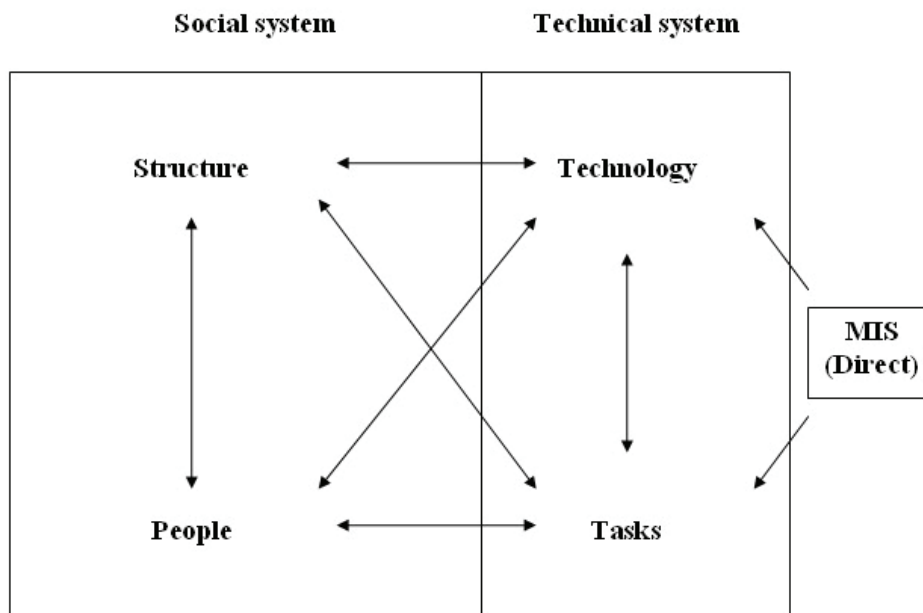 Social system
Technical system
Structure
Technology
MIS
(Direct)
People
Tasks